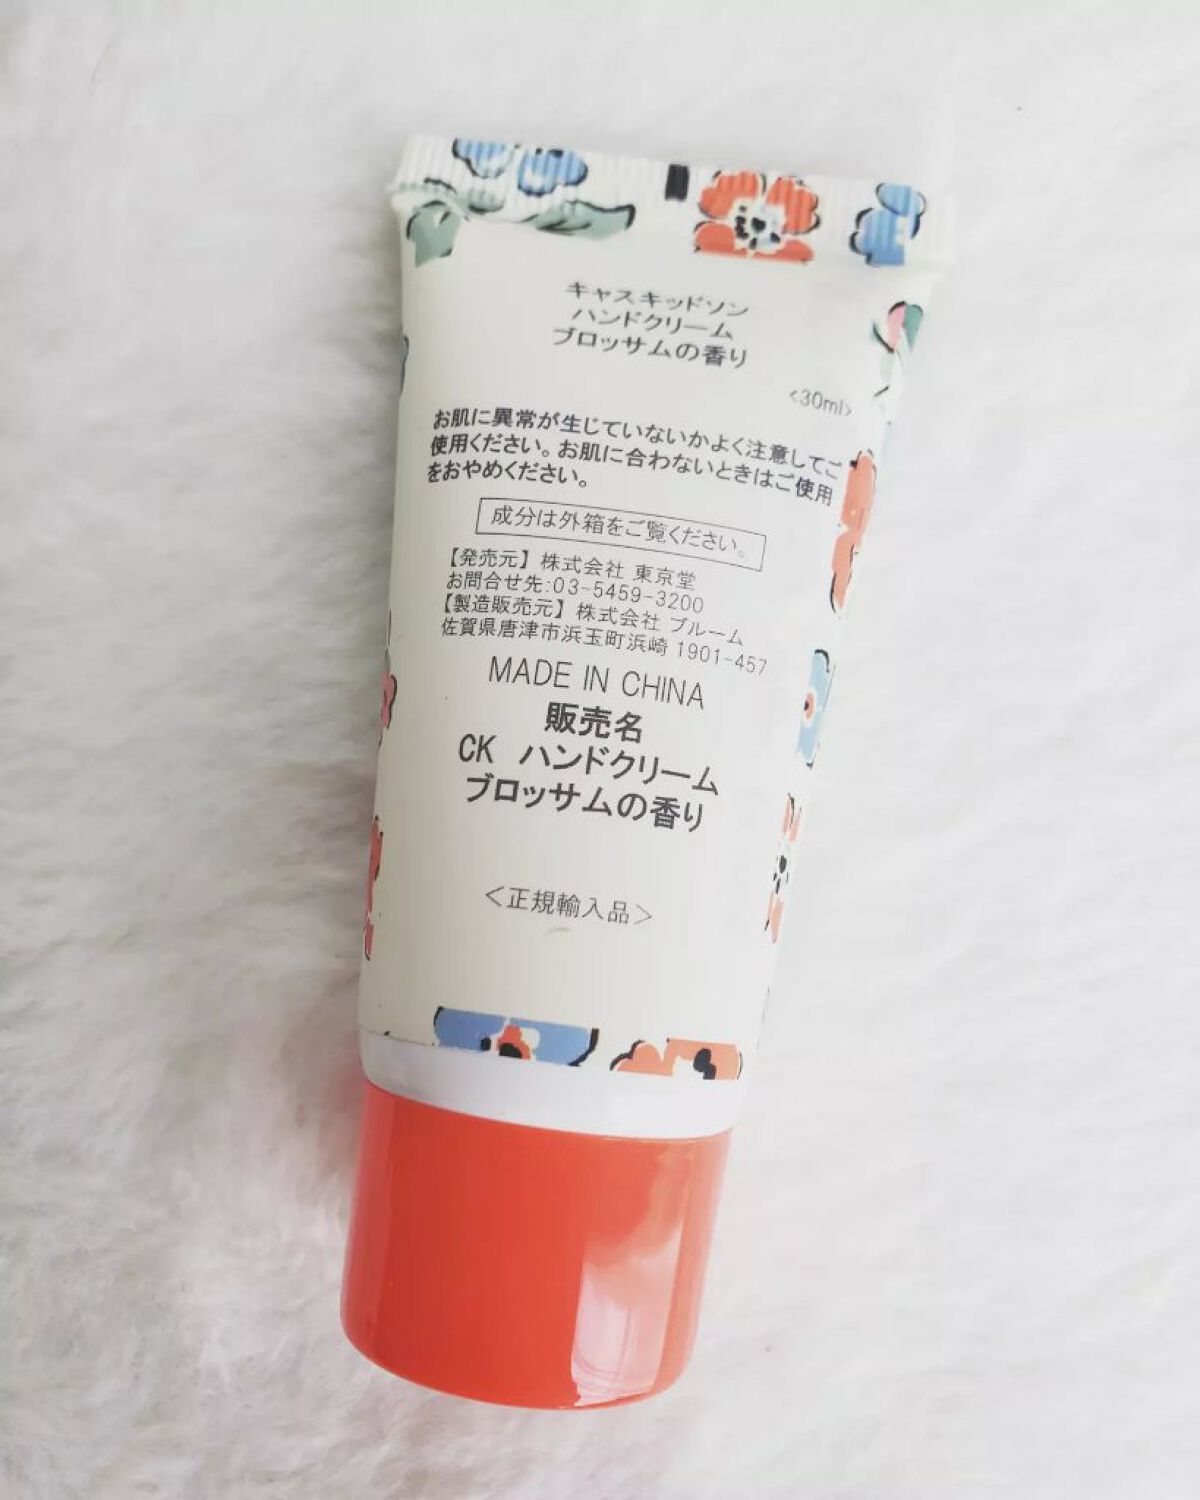 キャスキッドソン
ハンドクリーム
ブロッサムの香り
<30ml>
お肌に異常が生じていないかよく注意してご
使用ください。お肌に合わないときはご使用
をおやめください。
成分は外箱をご覧ください。
【発売元】株式会社 東京堂
お問合せ先:03-5459-3200
【製造販売元】株式会社 ブルーム
佐賀県唐津市浜玉町浜崎 1901-457
MADE IN CHINA
販売名
CK ハンドクリーム
ブロッサムの香り
<正規輸入品>